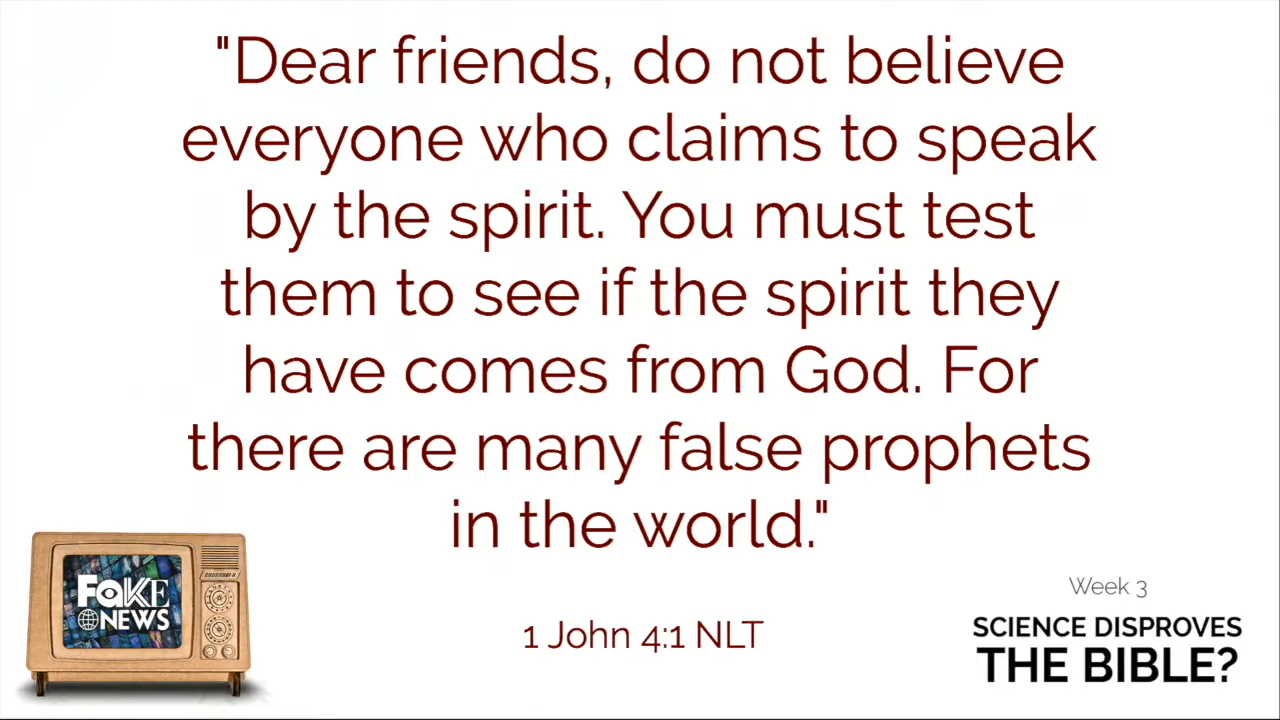 "Dear friends, do not believe
everyone who claims to speak
by the spirit. You must test
them to see if the spirit they
have comes from God. For
there are many false prophets
in the world."
1 John 4:1 NLT
FaKE
NEWS
Week 3
SCIENCE DISPROVES
THE BIBLE?